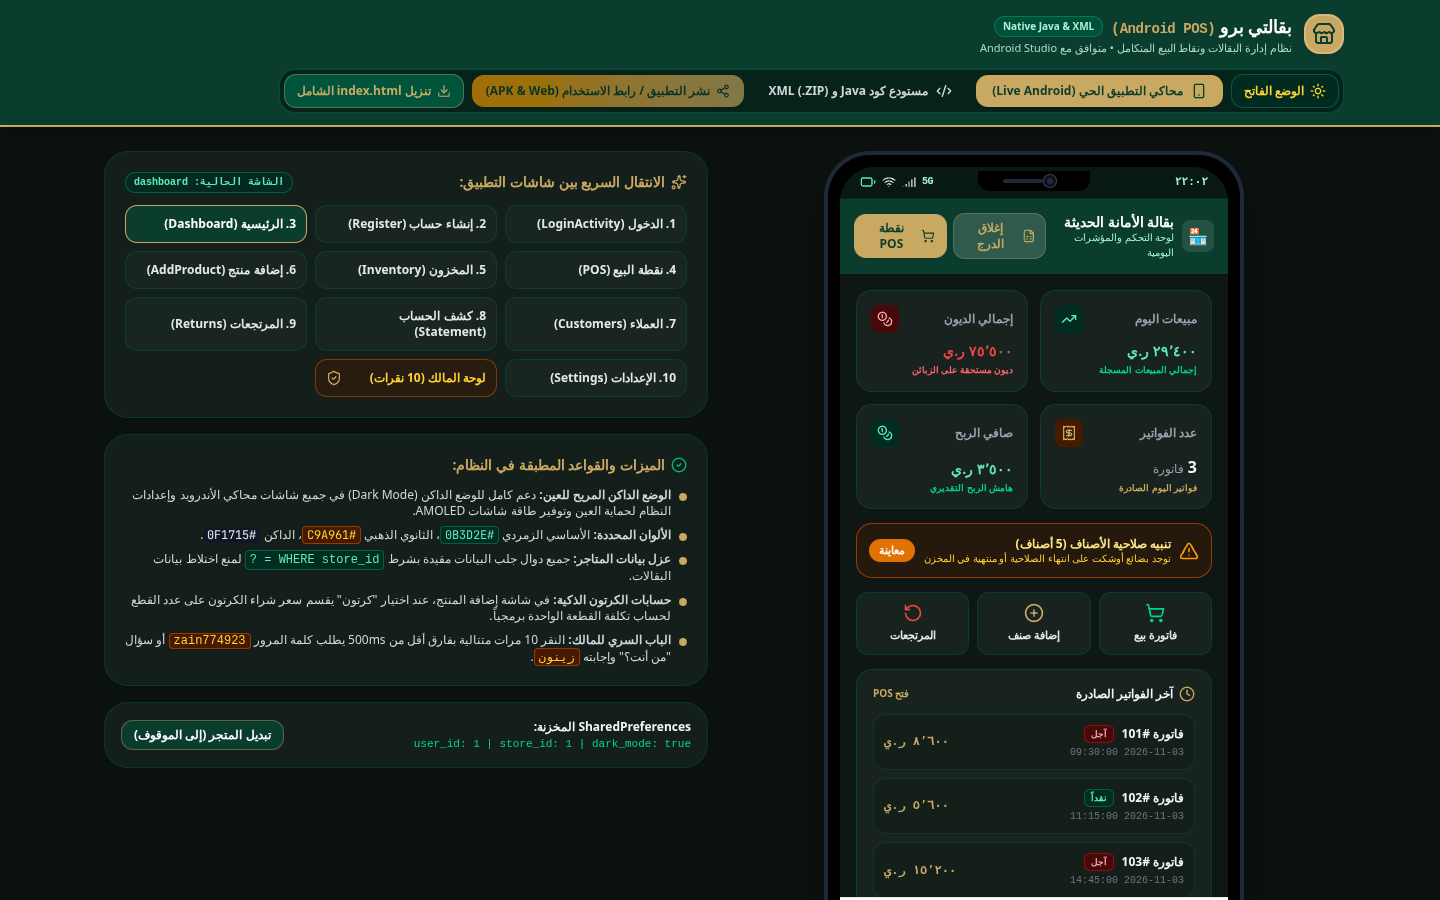 بقالتي برو (Android POS) Native Java & XML
نظام إدارة البقالات ونقاط البيع المتكامل • متوافق مع Android Studio
الوضع الفاتح
محاكي التطبيق الحي (Live Android)
مستودع كود Java و XML (.ZIP)
نشر التطبيق / رابط الاستخدام (APK & Web)
تنزيل index.html الشامل
٢٢:٠٢
5G
بقالة الأمانة الحديثة
لوحة التحكم والمؤشرات
اليومية
إغلاق
الدرج
نقطة
POS
مبيعات اليوم
٢٩٬٤٠٠ ر.ي
إجمالي المبيعات المسجلة
إجمالي الديون
٧٥٬٥٠٠ ر.ي
ديون مستحقة على الزبائن
عدد الفواتير
3 فاتورة
فواتير اليوم الصادرة
صافي الربح
٣٬٥٠٠ ر.ي
هامش الربح التقديري
تنبيه صلاحية الأصناف (5 أصناف)
توجد بضائع أوشكت على انتهاء الصلاحية أو منتهية في المخزن
معاينة
فاتورة بيع
إضافة صنف
المرتجعات
آخر الفواتير الصادرة
فتح POS
فاتورة #101 آجل
2026-11-03 09:30:00
٨٬٦٠٠ ر.ي
فاتورة #102 نقداً
2026-11-03 11:15:00
٥٬٦٠٠ ر.ي
فاتورة #103 آجل
2026-11-03 14:45:00
١٥٬٢٠٠ ر.ي
الانتقال السريع بين شاشات التطبيق:
الشاشة الحالية: dashboard
1. الدخول (LoginActivity)
2. إنشاء حساب (Register)
3. الرئيسية (Dashboard)
4. نقطة البيع (POS)
5. المخزون (Inventory)
6. إضافة منتج (AddProduct)
7. العملاء (Customers)
8. كشف الحساب
(Statement)
9. المرتجعات (Returns)
10. الإعدادات (Settings)
لوحة المالك (10 نقرات)
الميزات والقواعد المطبقة في النظام:
الوضع الداكن المريح للعين: دعم كامل للوضع الداكن (Dark Mode) في جميع شاشات محاكي الأندرويد وإعدادات
النظام لحماية العين وتوفير طاقة شاشات AMOLED.
الألوان المحددة: الأساسي الزمردي #0B3D2E، الثانوي الذهبي #C9A961، الداكن #0F1715.
عزل بيانات المتاجر: جميع دوال جلب البيانات مقيدة بشرط WHERE store_id = ? لمنع اختلاط بيانات
البقالات.
حسابات الكرتون الذكية: في شاشة إضافة المنتج، عند اختيار "كرتون" يقسم سعر شراء الكرتون على عدد القطع
لحساب تكلفة القطعة الواحدة برمجياً.
الباب السري للمالك: النقر 10 مرات متتالية بفارق أقل من 500ms يطلب كلمة المرور zain774923 أو سؤال
"من أنت؟" وإجابته زينون.
SharedPreferences المخزنة:
user_id: 1 | store_id: 1 | dark_mode: true
تبديل المتجر (إلى الموقوف)